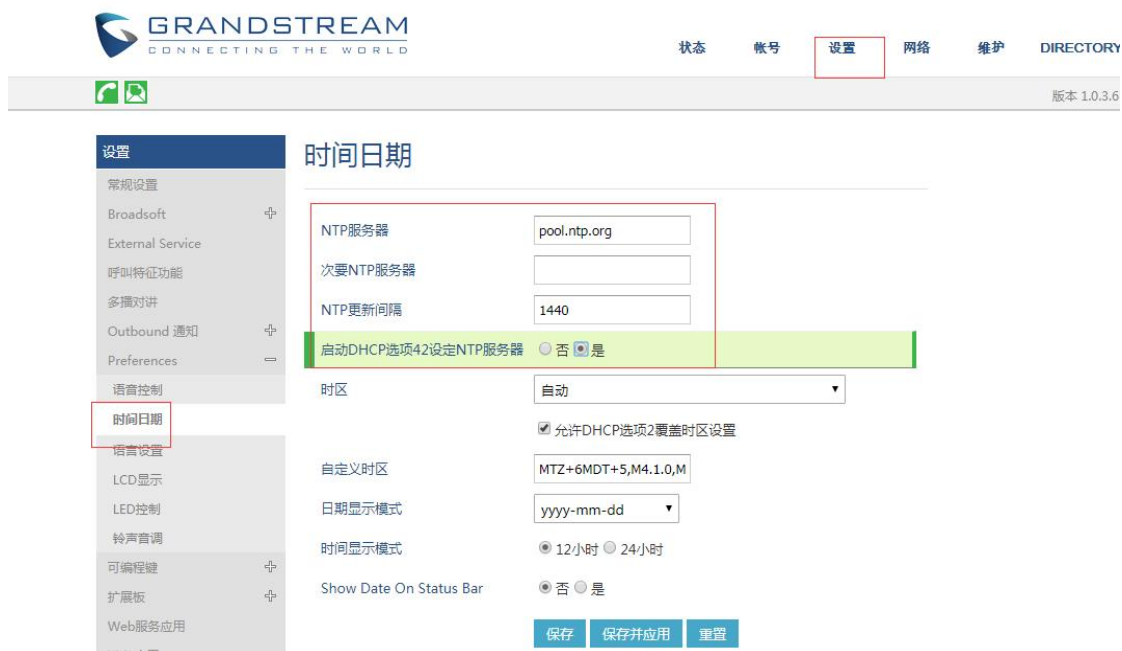 GRANDSTREAM
CONNECTING THE WORLD
状态 帐号 设置 网络 维护 DIRECTORY
版本 1.0.3.6
设置
常规设置
Broadsoft
External Service
呼叫特征功能
多播对讲
Outbound 通知
Preferences
语音控制
时间日期
语言设置
LCD显示
LED控制
铃声音调
可编程键
扩展板
Web服务应用
时间日期
NTP服务器 pool.ntp.org
次要NTP服务器
NTP更新间隔 1440
启动DHCP选项42设定NTP服务器 否 是
时区 自动
允许DHCP选项2覆盖时区设置
自定义时区 MTZ+6MDT+5,M4.1.0,M
日期显示模式 yyyy-mm-dd
时间显示模式 12小时 24小时
Show Date On Status Bar 否 是
保存 保存并应用 重置